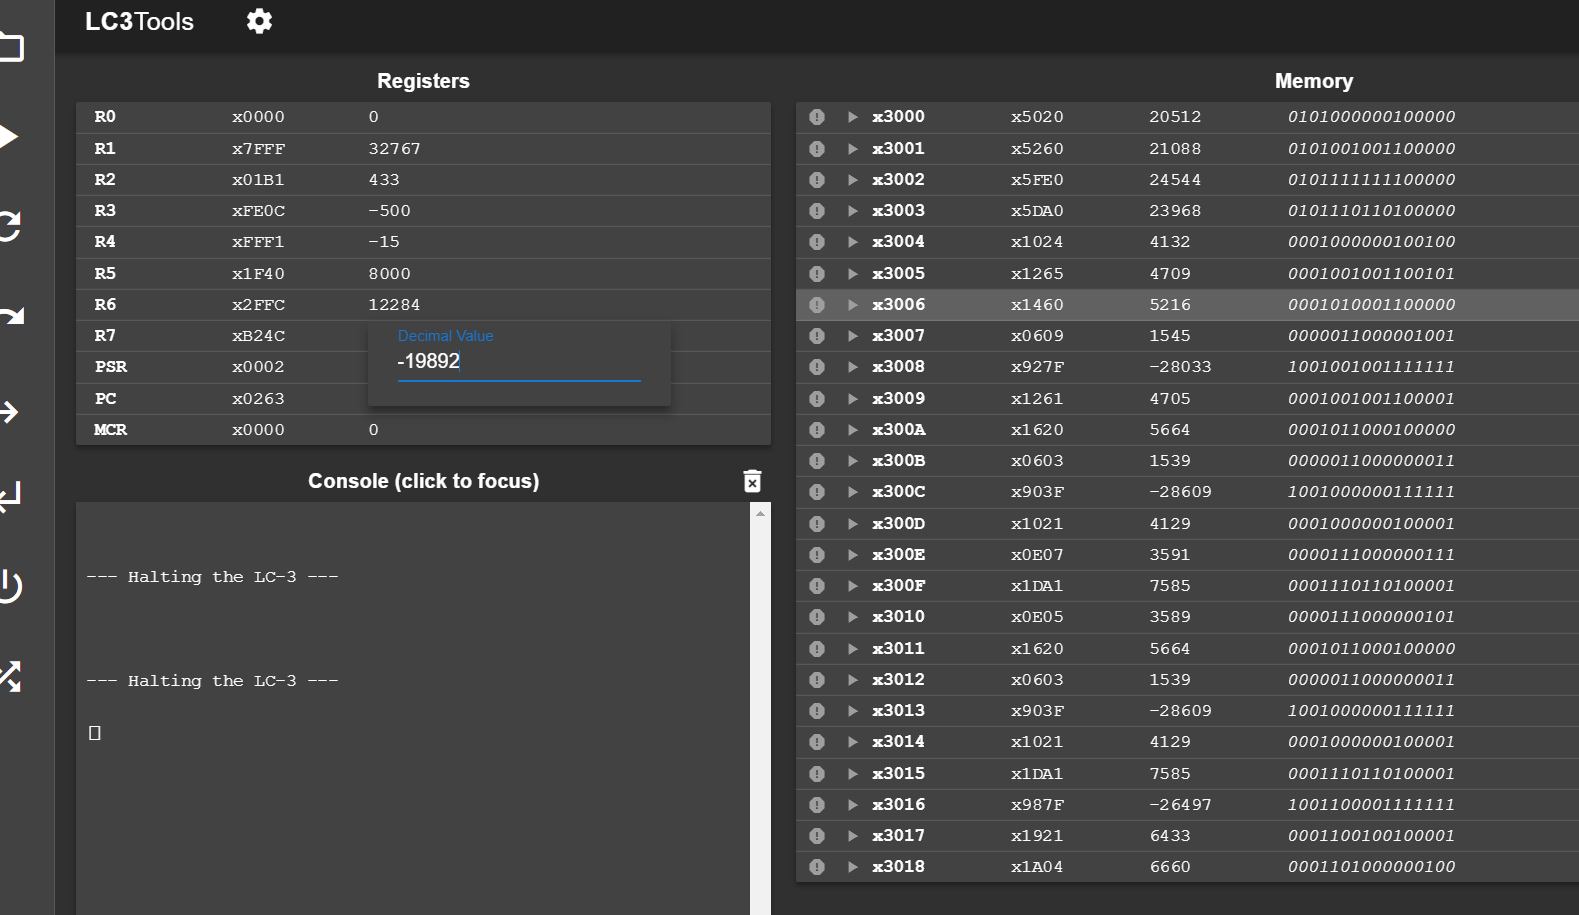 LC3Tools
Registers
R0 x0000 0
R1 x7FFF 32767
R2 x01B1 433
R3 xFE0C -500
R4 xFFF1 -15
R5 x1F40 8000
R6 x2FFC 12284
R7 xB24C
Decimal Value
-19892
PSR x0002
PC x0263
MCR x0000 0
Console (click to focus)
--- Halting the LC-3 ---
--- Halting the LC-3 ---
Memory
x3000 x5020 20512 0101000000100000
x3001 x5260 21088 0101001001100000
x3002 x5FE0 24544 0101111111100000
x3003 x5DA0 23968 0101110110100000
x3004 x1024 4132 0001000000100100
x3005 x1265 4709 0001001001100101
x3006 x1460 5216 0001010001100000
x3007 x0609 1545 0000011000001001
x3008 x927F -28033 1001001001111111
x3009 x1261 4705 0001001001100001
x300A x1620 5664 0001011000100000
x300B x0603 1539 0000011000000011
x300C x903F -28609 1001000000111111
x300D x1021 4129 0001000000100001
x300E x0E07 3591 0000111000000111
x300F x1DA1 7585 0001110110100001
x3010 x0E05 3589 0000111000000101
x3011 x1620 5664 0001011000100000
x3012 x0603 1539 0000011000000011
x3013 x903F -28609 1001000000111111
x3014 x1021 4129 0001000000100001
x3015 x1DA1 7585 0001110110100001
x3016 x987F -26497 1001100001111111
x3017 x1921 6433 0001100100100001
x3018 x1A04 6660 0001101000000100